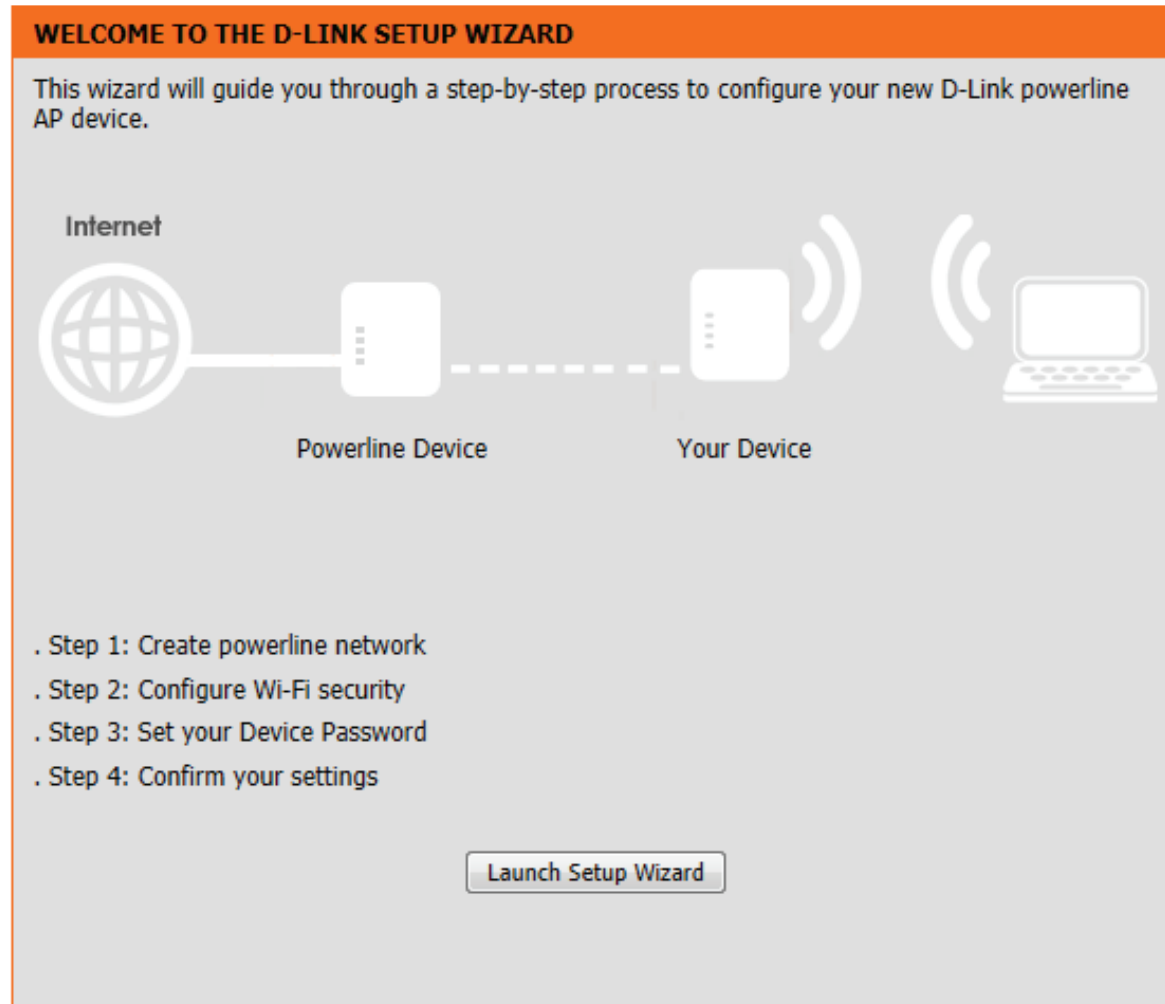 WELCOME TO THE D-LINK SETUP WIZARD
This wizard will guide you through a step-by-step process to configure your new D-Link powerline
AP device.
Internet
Powerline Device
Your Device
. Step 1: Create powerline network
. Step 2: Configure Wi-Fi security
. Step 3: Set your Device Password
. Step 4: Confirm your settings
Launch Setup Wizard